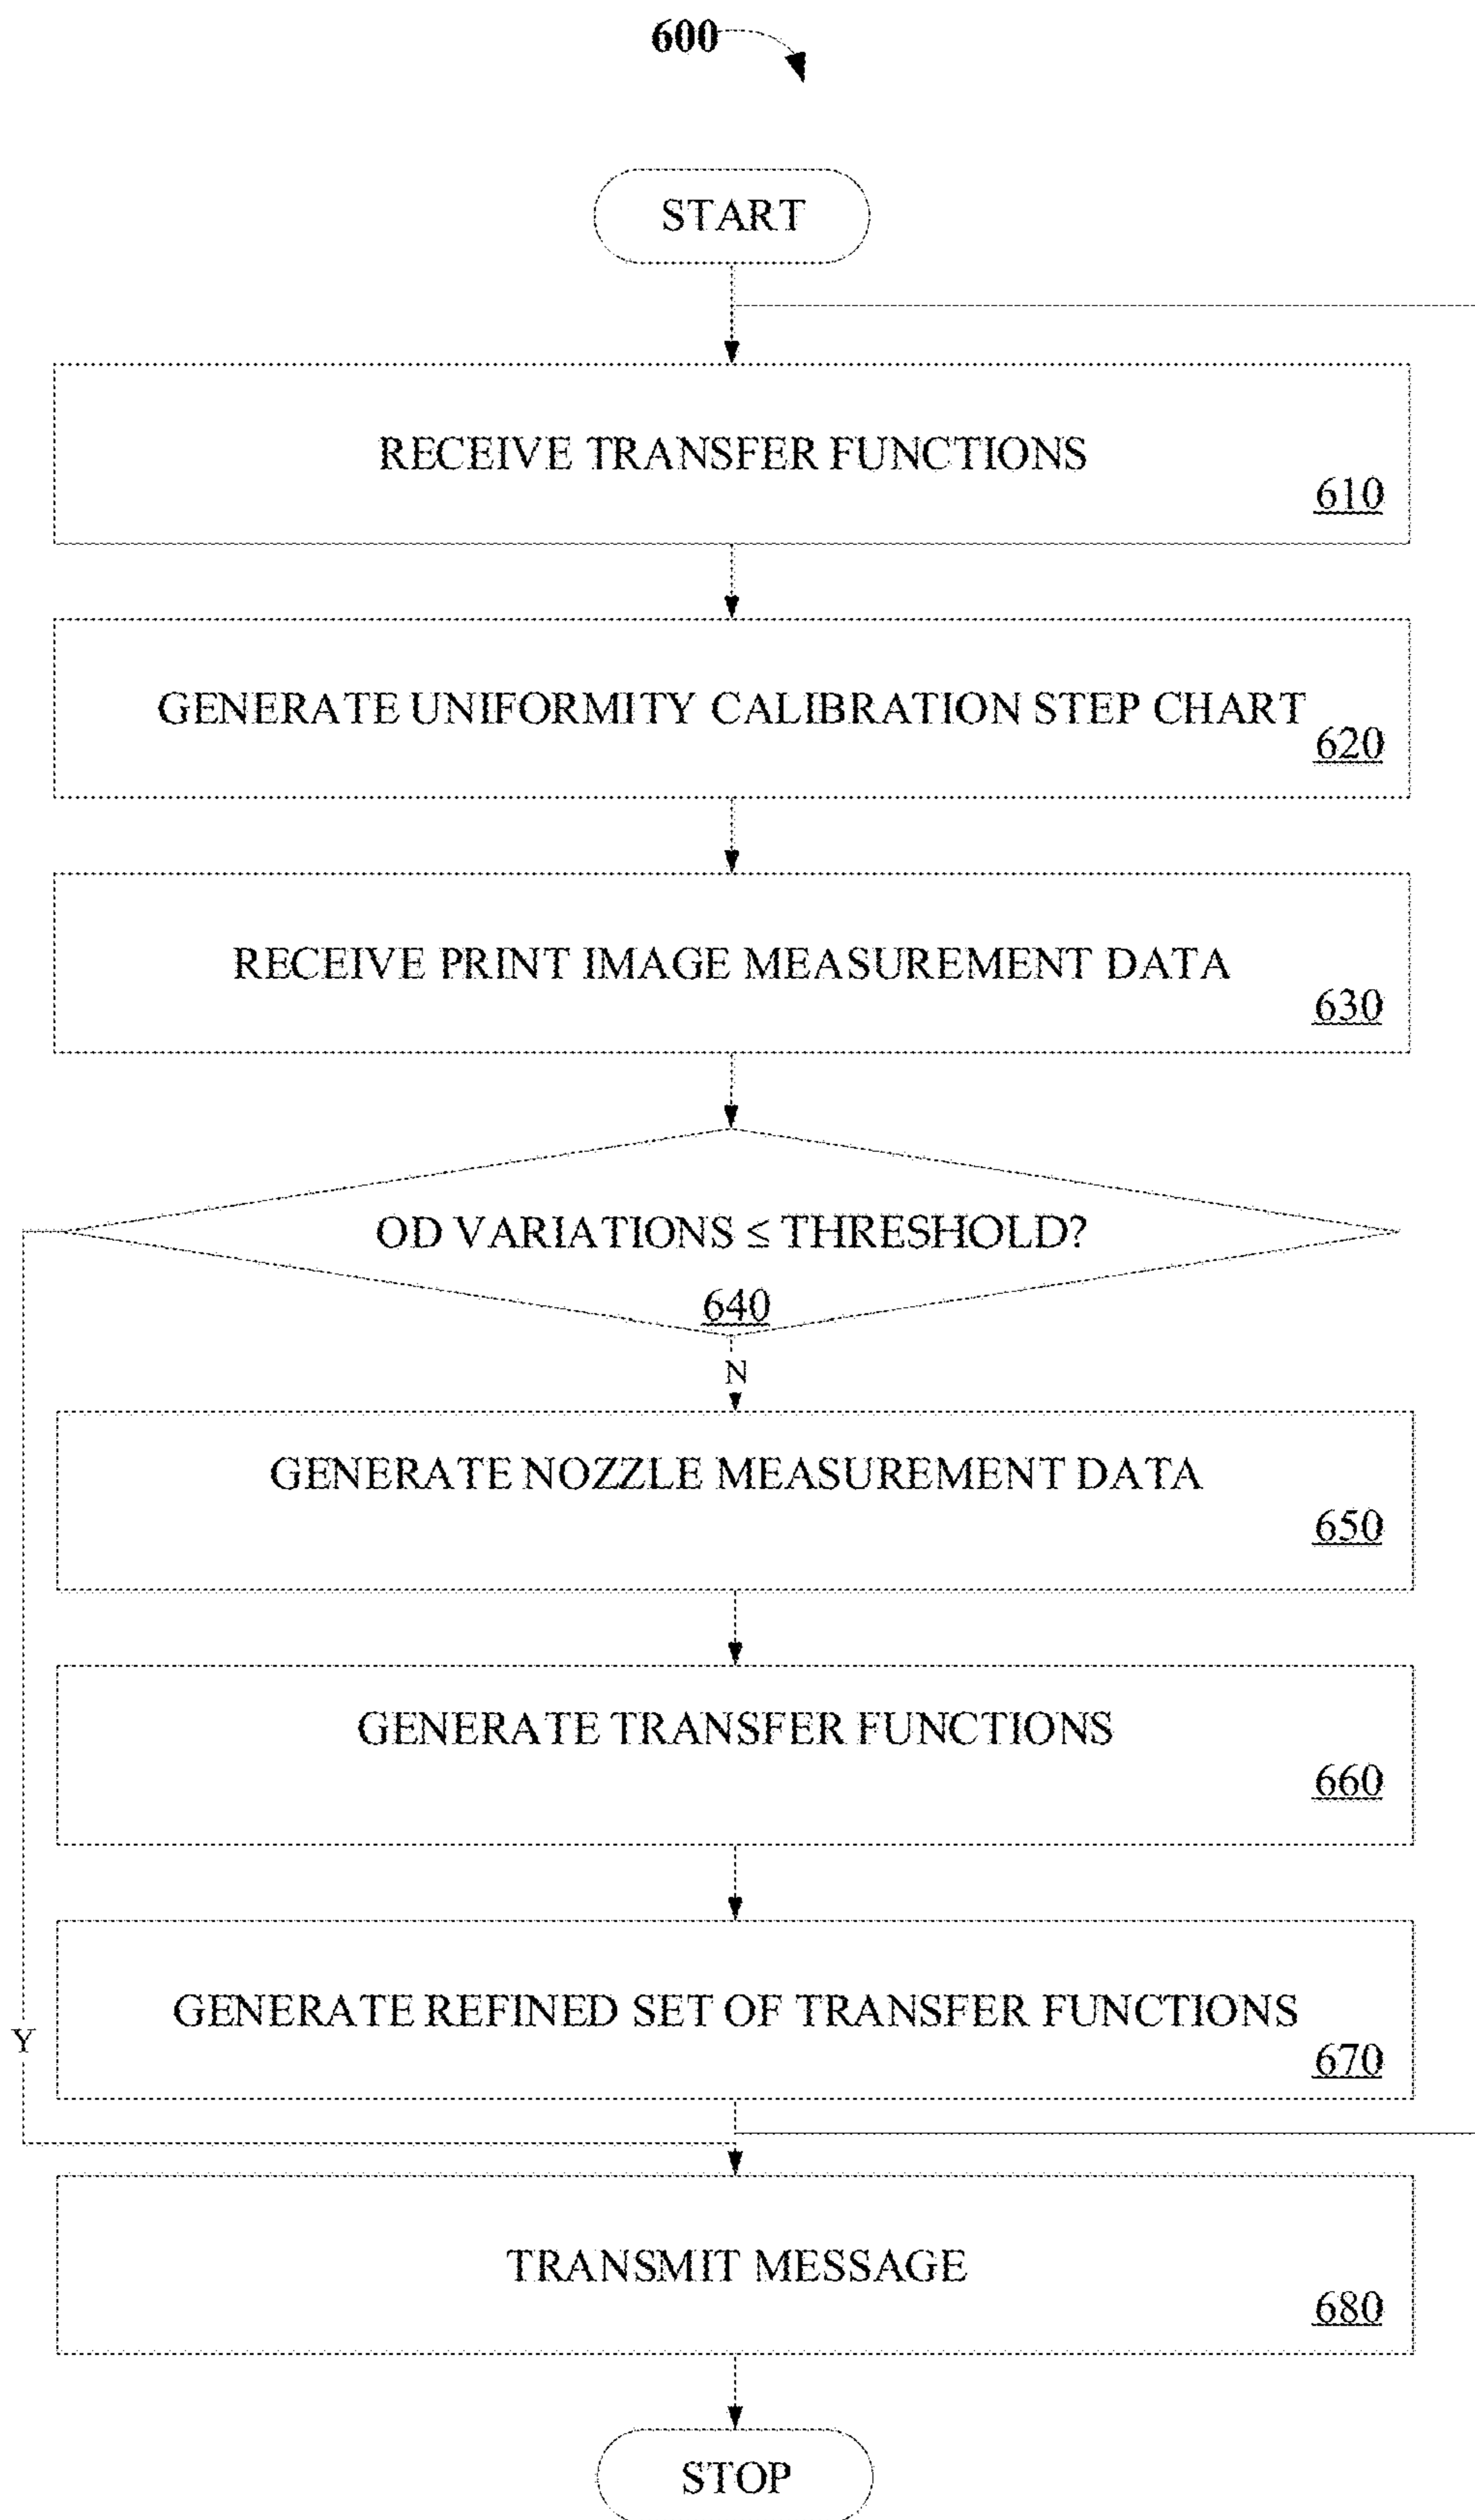 600
START
RECEIVE TRANSFER FUNCTIONS
610
GENERATE UNIFORMITY CALIBRATION STEP CHART
620
RECEIVE PRINT IMAGE MEASUREMENT DATA
630
OD VARIATIONS ≤ THRESHOLD?
640
N
GENERATE NOZZLE MEASUREMENT DATA
650
GENERATE TRANSFER FUNCTIONS
660
GENERATE REFINED SET OF TRANSFER FUNCTIONS
670
Y
TRANSMIT MESSAGE
680
STOP